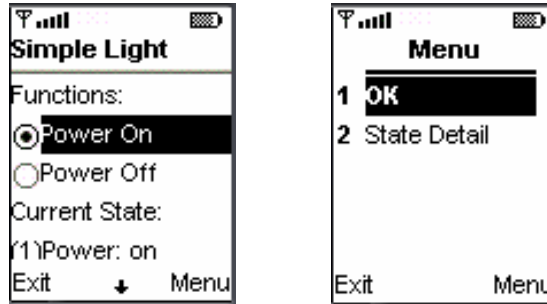 Simple Light
Functions:
Power On
Power Off
Current State:
(1)Power: on
Exit Menu
Menu
1 OK
2 State Detail
Exit Menu